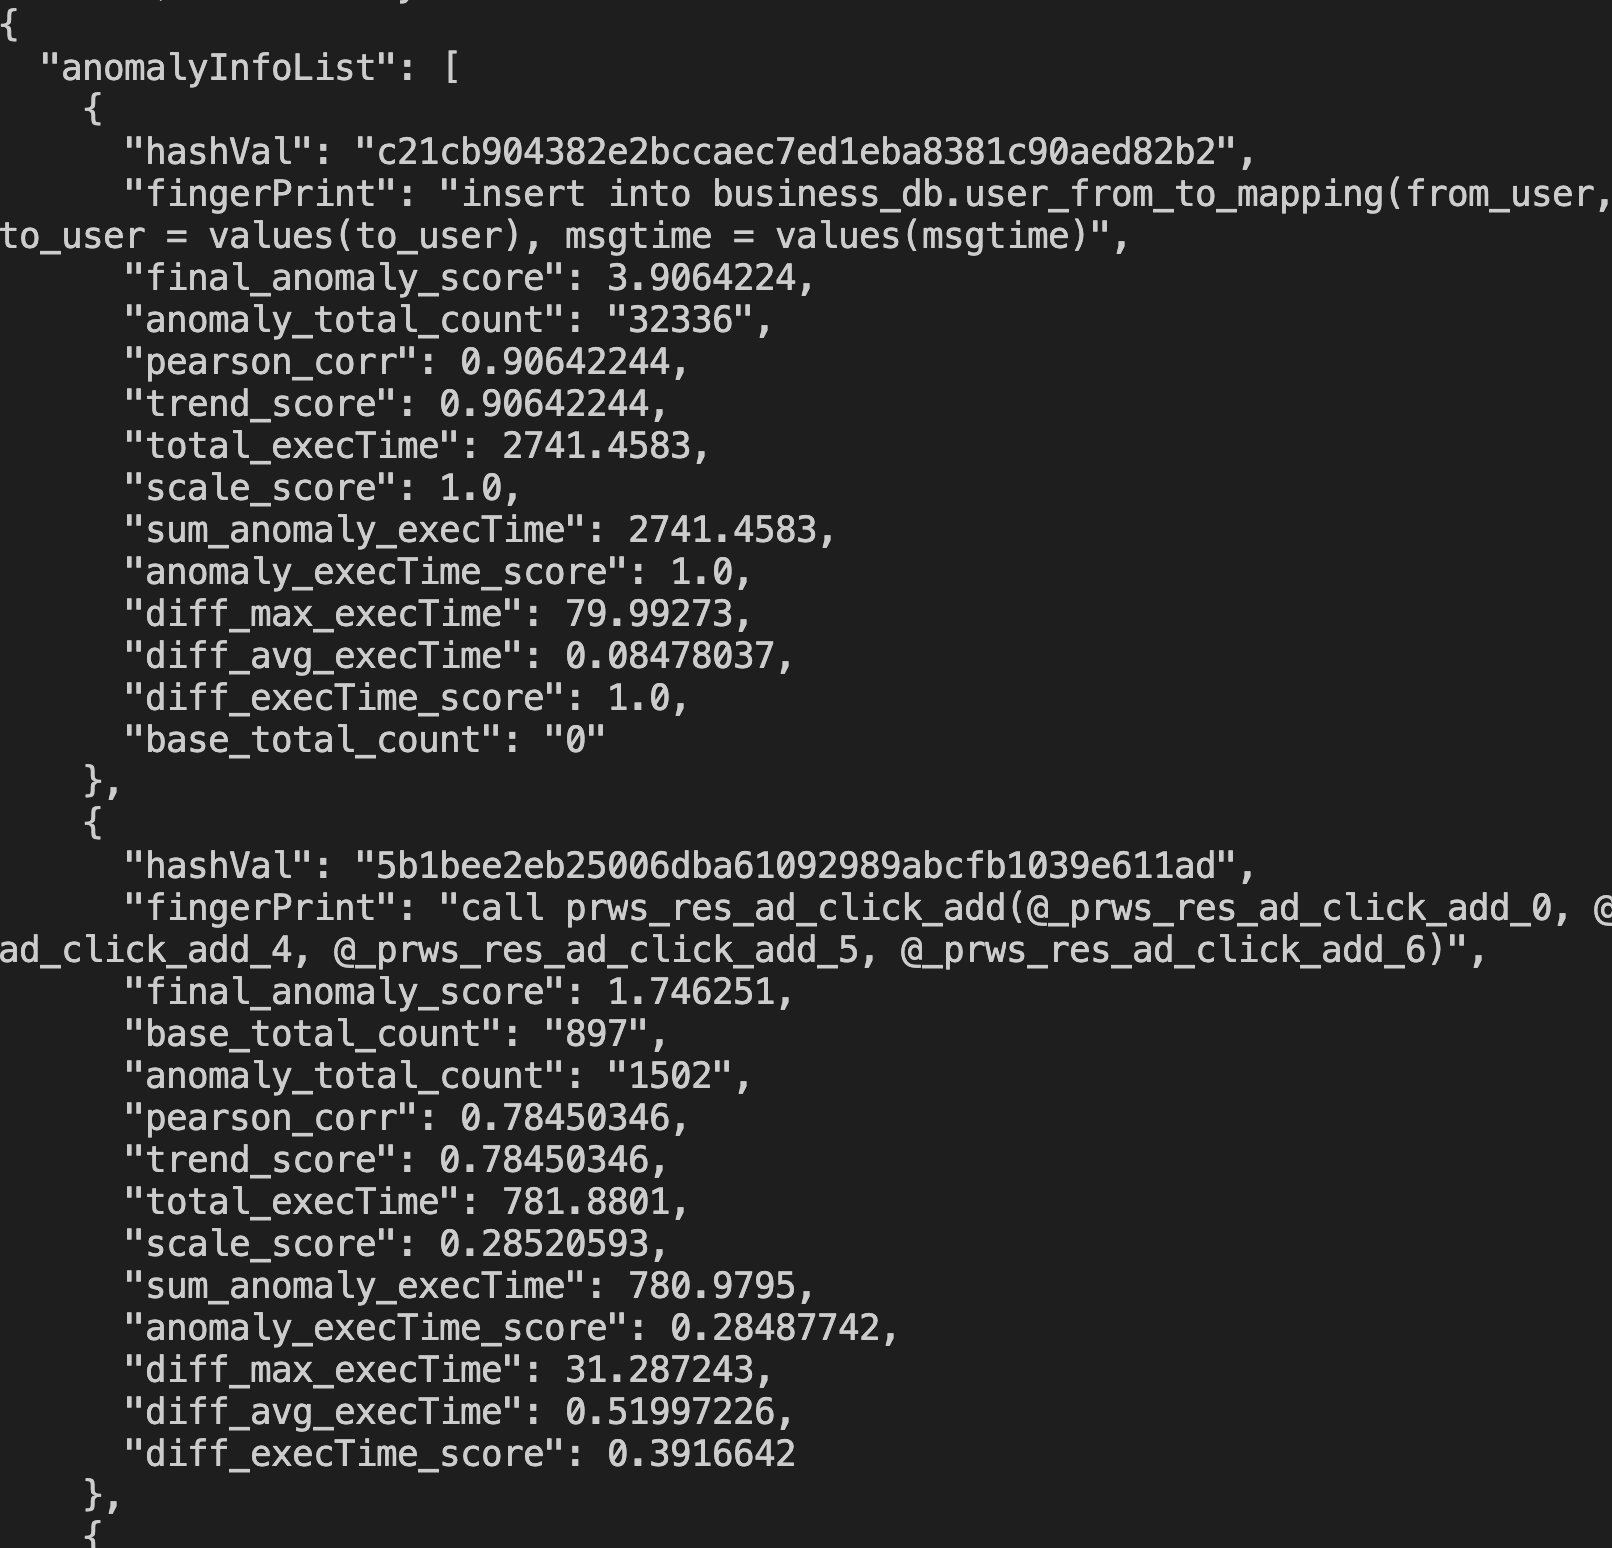 {
  "anomalyInfoList": [
    {
      "hashVal": "c21cb904382e2bccaec7ed1eba8381c90aed82b2",
      "fingerPrint": "insert into business_db.user_from_to_mapping(from_user,
to_user = values(to_user), msgtime = values(msgtime)",
      "final_anomaly_score": 3.9064224,
      "anomaly_total_count": "32336",
      "pearson_corr": 0.90642244,
      "trend_score": 0.90642244,
      "total_execTime": 2741.4583,
      "scale_score": 1.0,
      "sum_anomaly_execTime": 2741.4583,
      "anomaly_execTime_score": 1.0,
      "diff_max_execTime": 79.99273,
      "diff_avg_execTime": 0.08478037,
      "diff_execTime_score": 1.0,
      "base_total_count": "0"
    },
    {
      "hashVal": "5b1bee2eb25006dba61092989abcfb1039e611ad",
      "fingerPrint": "call prws_res_ad_click_add(@_prws_res_ad_click_add_0, @
ad_click_add_4, @_prws_res_ad_click_add_5, @_prws_res_ad_click_add_6)",
      "final_anomaly_score": 1.746251,
      "base_total_count": "897",
      "anomaly_total_count": "1502",
      "pearson_corr": 0.78450346,
      "trend_score": 0.78450346,
      "total_execTime": 781.8801,
      "scale_score": 0.28520593,
      "sum_anomaly_execTime": 780.9795,
      "anomaly_execTime_score": 0.28487742,
      "diff_max_execTime": 31.287243,
      "diff_avg_execTime": 0.51997226,
      "diff_execTime_score": 0.3916642
    },
    {